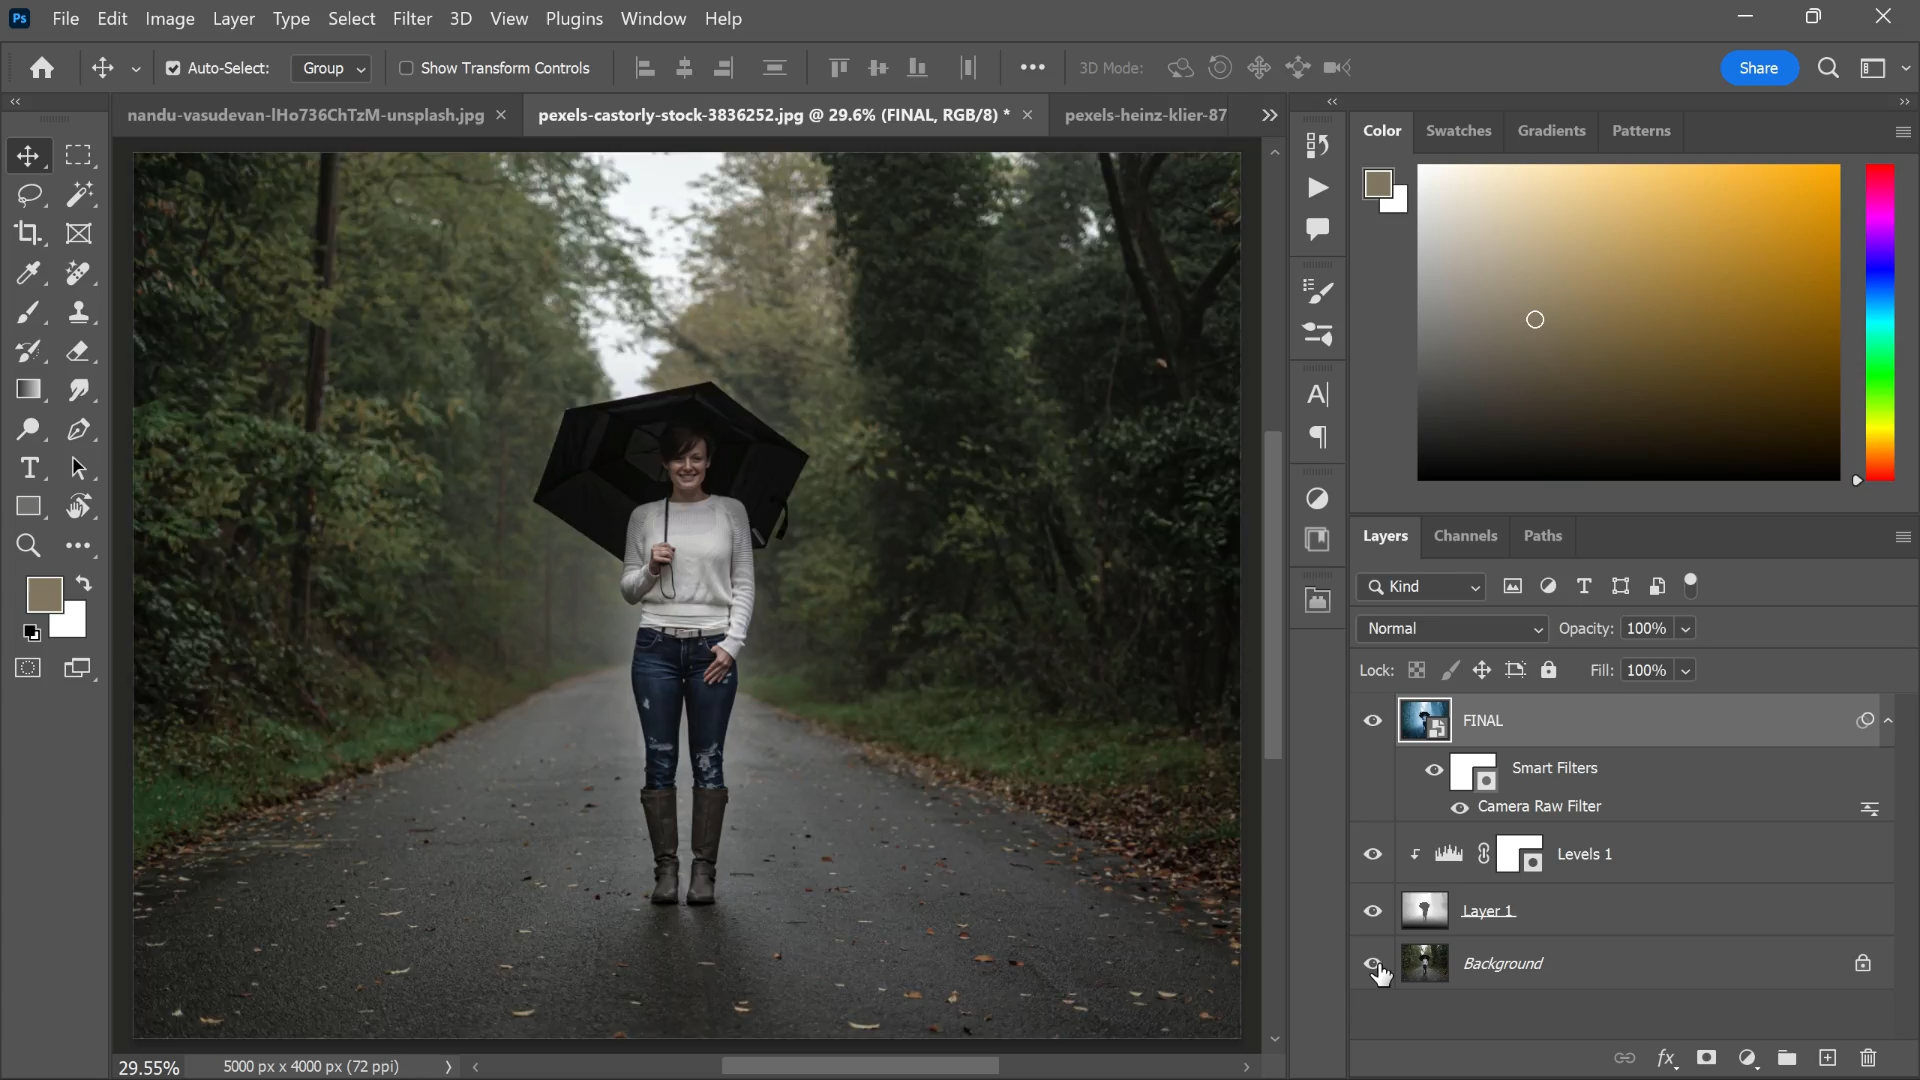 Ps File Edit Image Layer Type Select Filter 3D View Plugins Window Help
Auto-Select: Group Show Transform Controls 3D Mode: Share
nandu-vasudevan-lHo736ChTzM-unsplash.jpg pexels-castorly-stock-3836252.jpg @ 29.6% (FINAL, RGB/8) * pexels-heinz-klier-87
Color Swatches Gradients Patterns
Layers Channels Paths
Kind
Normal Opacity: 100%
Lock: Fill: 100%
FINAL
Smart Filters
Camera Raw Filter
Levels 1
Layer 1
Background
fx
29.55% 5000 px x 4000 px (72 ppi)